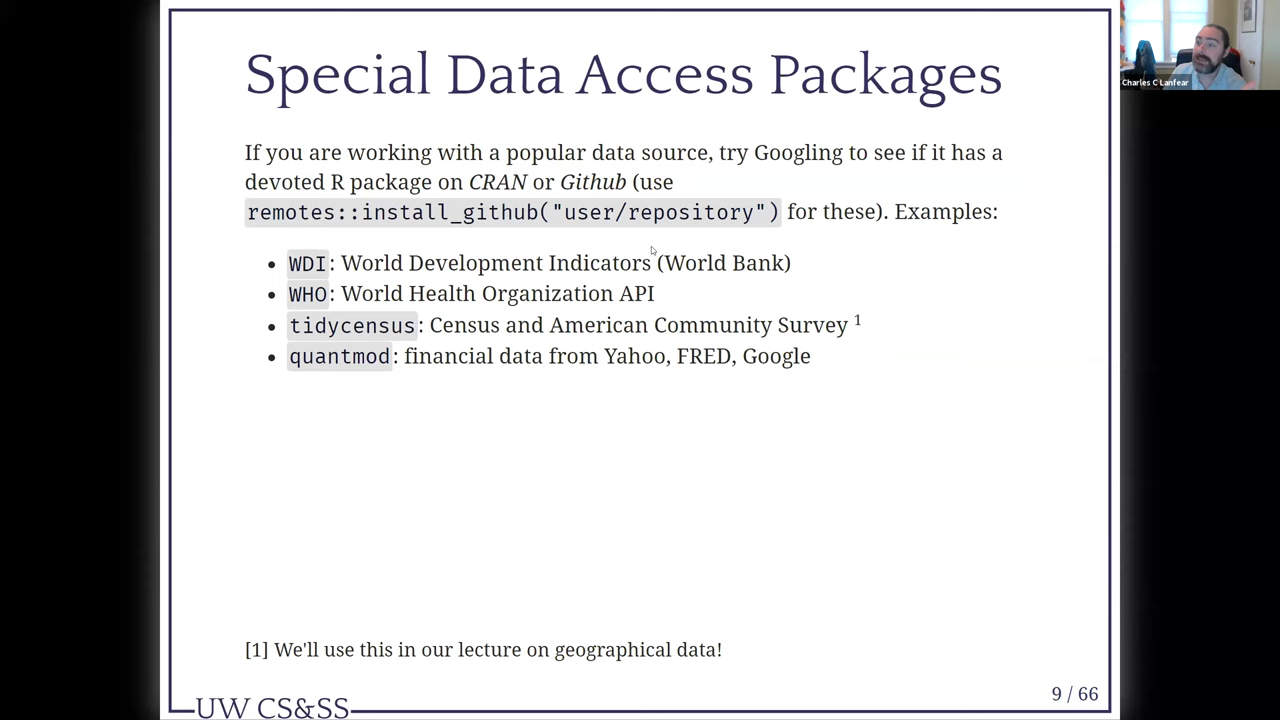 Special Data Access Packages
Charles C Lanfear
If you are working with a popular data source, try Googling to see if it has a
devoted R package on CRAN or Github (use
remotes::install_github("user/repository") for these). Examples:
• WDI: World Development Indicators (World Bank)
• WHO: World Health Organization API
• tidycensus: Census and American Community Survey 1
• quantmod: financial data from Yahoo, FRED, Google
[1] We'll use this in our lecture on geographical data!
9 / 66
UW CS&SS